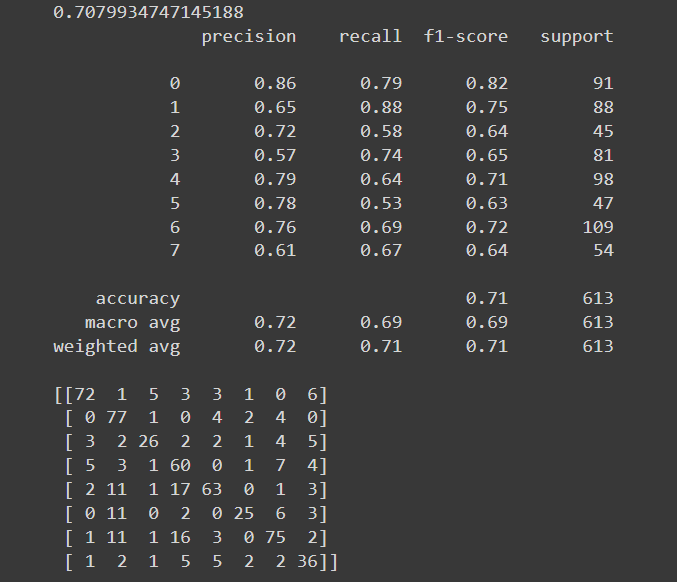 0.7079934747145188
precision recall f1-score support
0 0.86 0.79 0.82 91
1 0.65 0.88 0.75 88
2 0.72 0.58 0.64 45
3 0.57 0.74 0.65 81
4 0.79 0.64 0.71 98
5 0.78 0.53 0.63 47
6 0.76 0.69 0.72 109
7 0.61 0.67 0.64 54
accuracy 0.71 613
macro avg 0.72 0.69 0.69 613
weighted avg 0.72 0.71 0.71 613
[[72 1 5 3 3 1 0 6]
[ 0 77 1 0 4 2 4 0]
[ 3 2 26 2 2 1 4 5]
[ 5 3 1 60 0 1 7 4]
[ 2 11 1 17 63 0 1 3]
[ 0 11 0 2 0 25 6 3]
[ 1 11 1 16 3 0 75 2]
[ 1 2 1 5 5 2 2 36]]